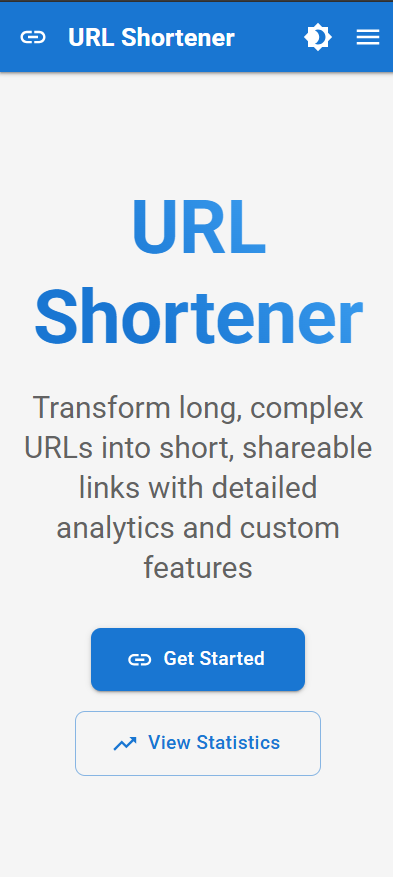 URL Shortener
URL
Shortener
Transform long, complex
URLs into short, shareable
links with detailed
analytics and custom
features
Get Started
View Statistics